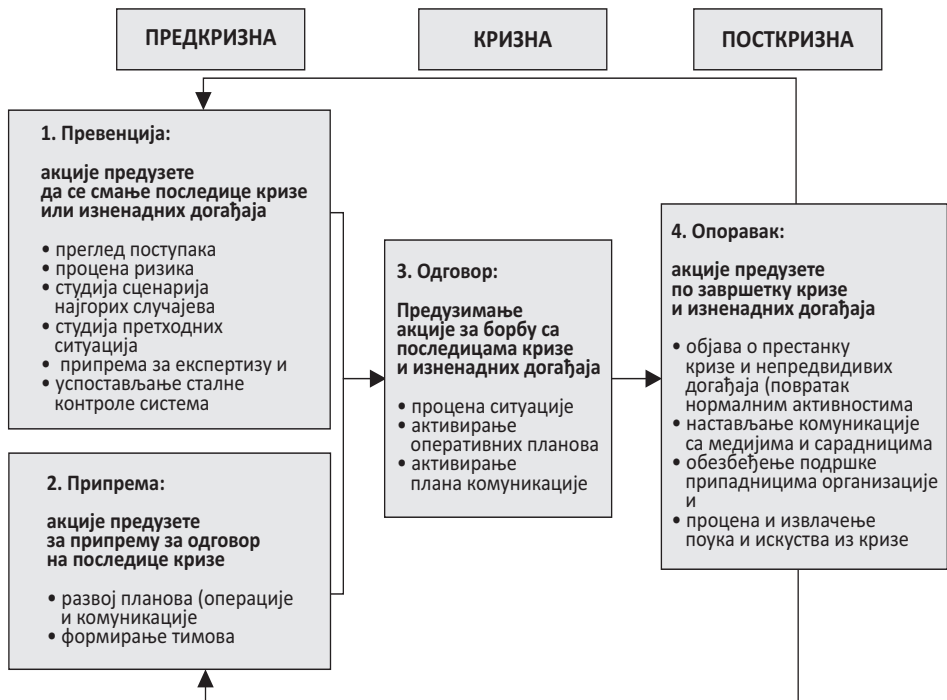 ПРЕДКРИЗНА
КРИЗНА
ПОСТКРИЗНА
1. Превенција:
акције предузете
да се смање последице кризе
или изненадних догађаја
• преглед поступака
• процена ризика
• студија сценарија
најгорих случајева
• студија претходних
ситуација
• припрема за експертизу и
• успостављање сталне
контроле система
2. Припрема:
акције предузете
за припрему за одговор
на последице кризе
• развој планова (операције
и комуникације
• формирање тимова
3. Одговор:
Предузимање
акције за борбу са
последицама кризе
и изненадних догађаја
• процена ситуације
• активирање
оперативних планова
• активирање
плана комуникације
4. Опоравак:
акције предузете
по завршетку кризе
и изненадних догађаја
• објава о престанку
кризе и непредвидивих
догађаја (повратак
нормалним активностима
• настављање комуникације
са медијима и сарадницима
• обезбеђење подршке
припадницима организације
и
• процена и извлачење
поука и искуства из кризе